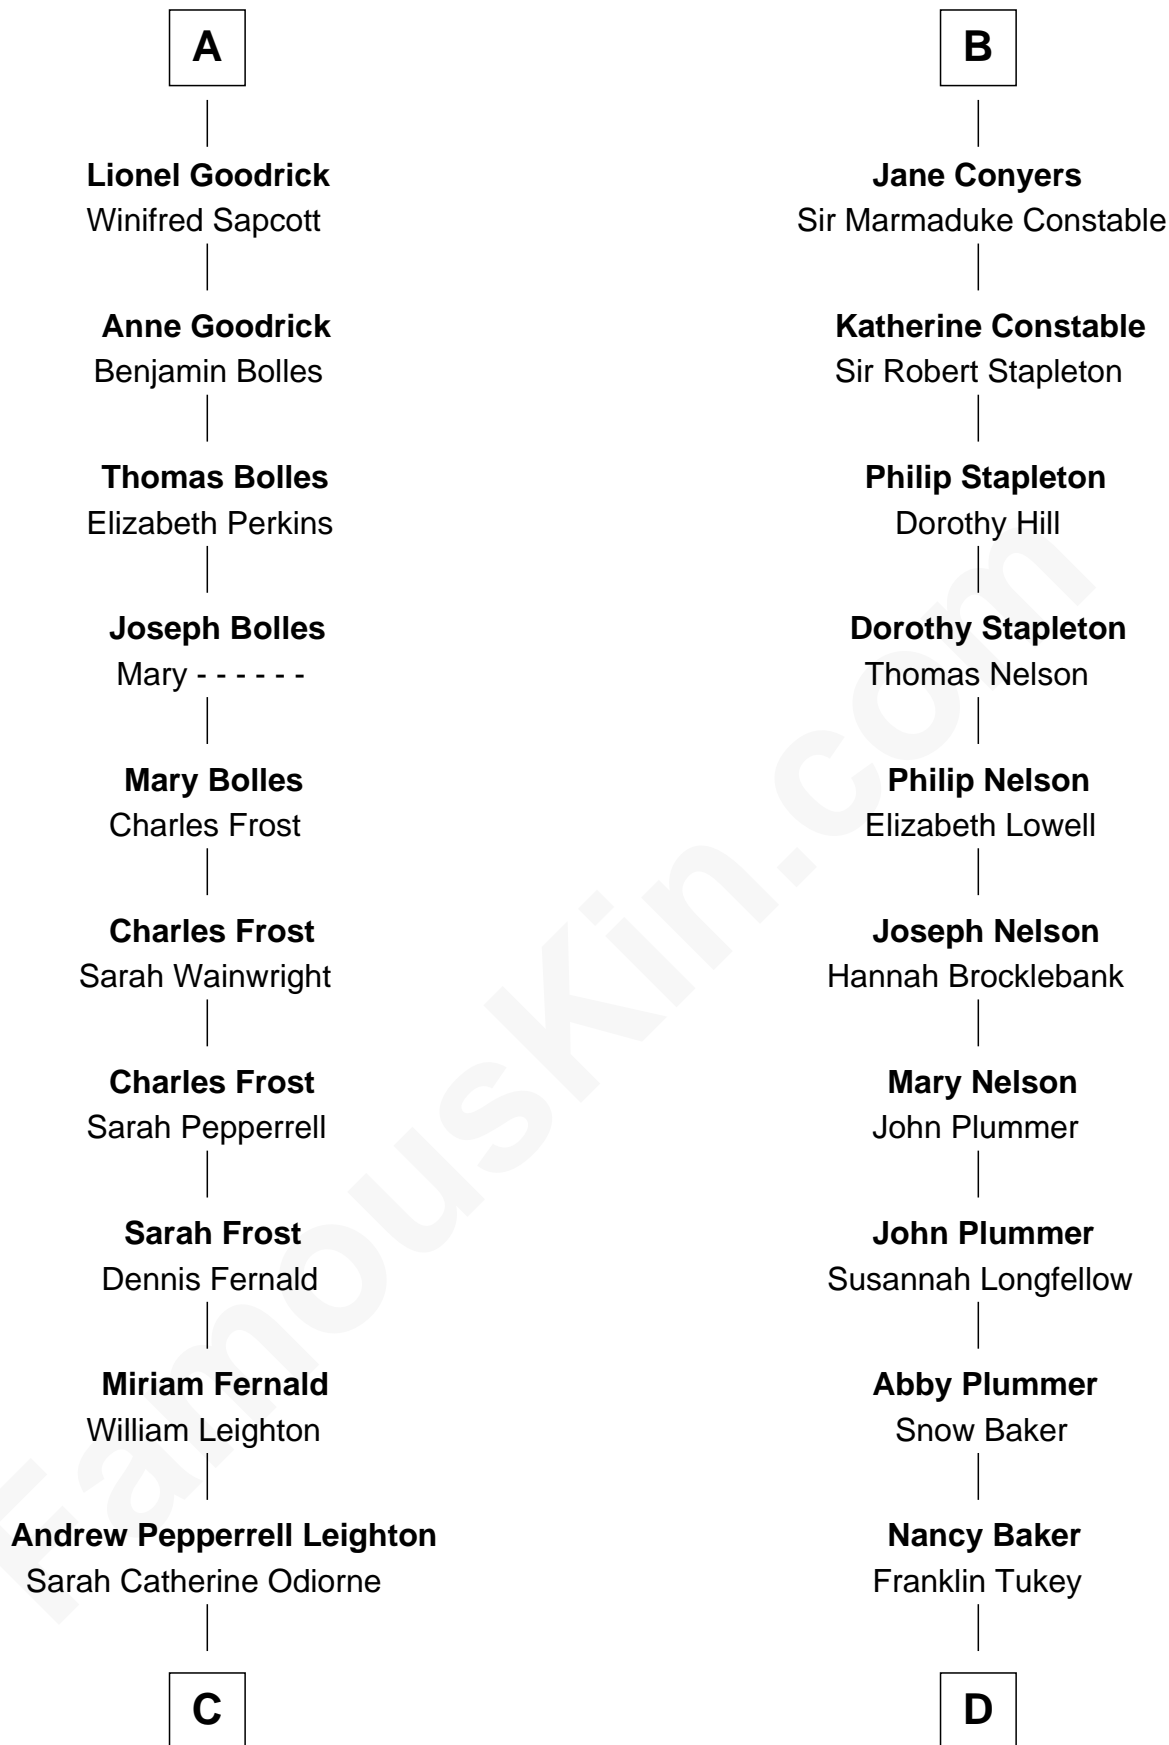 A
Lionel Goodrick
Winifred Sapcott
Anne Goodrick
Benjamin Bolles
Thomas Bolles
Elizabeth Perkins
Joseph Bolles
Mary - - - - - -
Mary Bolles
Charles Frost
Charles Frost
Sarah Wainwright
Charles Frost
Sarah Pepperrell
Sarah Frost
Dennis Fernald
Miriam Fernald
William Leighton
Andrew Pepperrell Leighton
Sarah Catherine Odiorne
C
B
Jane Conyers
Sir Marmaduke Constable
Katherine Constable
Sir Robert Stapleton
Philip Stapleton
Dorothy Hill
Dorothy Stapleton
Thomas Nelson
Philip Nelson
Elizabeth Lowell
Joseph Nelson
Hannah Brocklebank
Mary Nelson
John Plummer
John Plummer
Susannah Longfellow
Abby Plummer
Snow Baker
Nancy Baker
Franklin Tukey
D
FamousKin.com